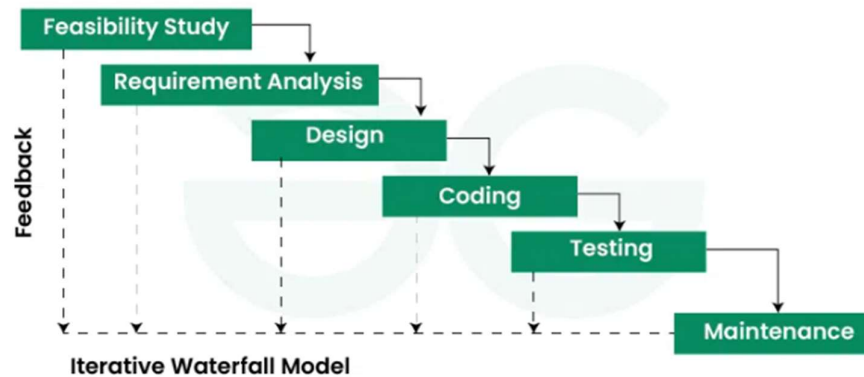 Feasibility Study
Requirement Analysis
Design
Coding
Testing
Maintenance
Feedback
Iterative Waterfall Model